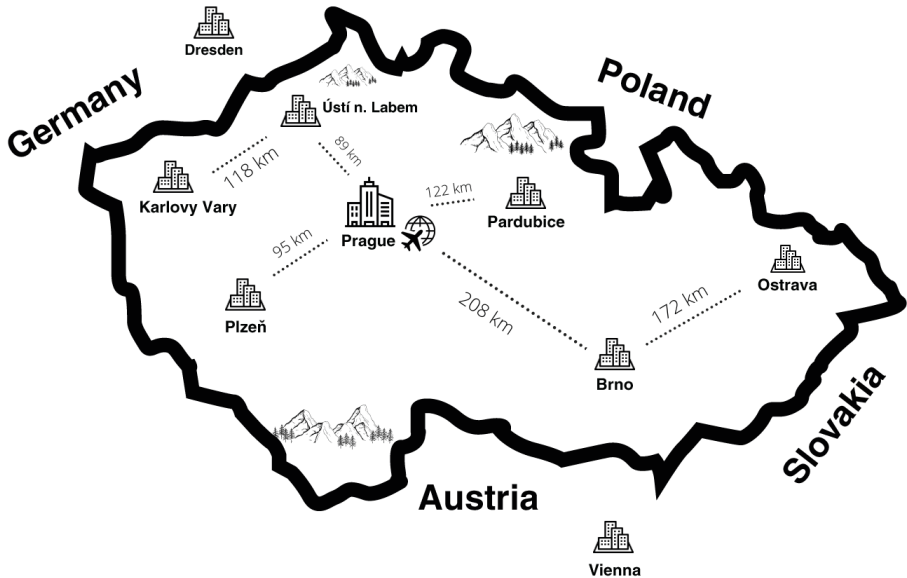 Dresden
Germany
Poland
Ústí n. Labem
89 km
118 km
Karlovy Vary
122 km
Pardubice
Prague
95 km
Plzeň
208 km
172 km
Ostrava
Brno
Slovakia
Austria
Vienna